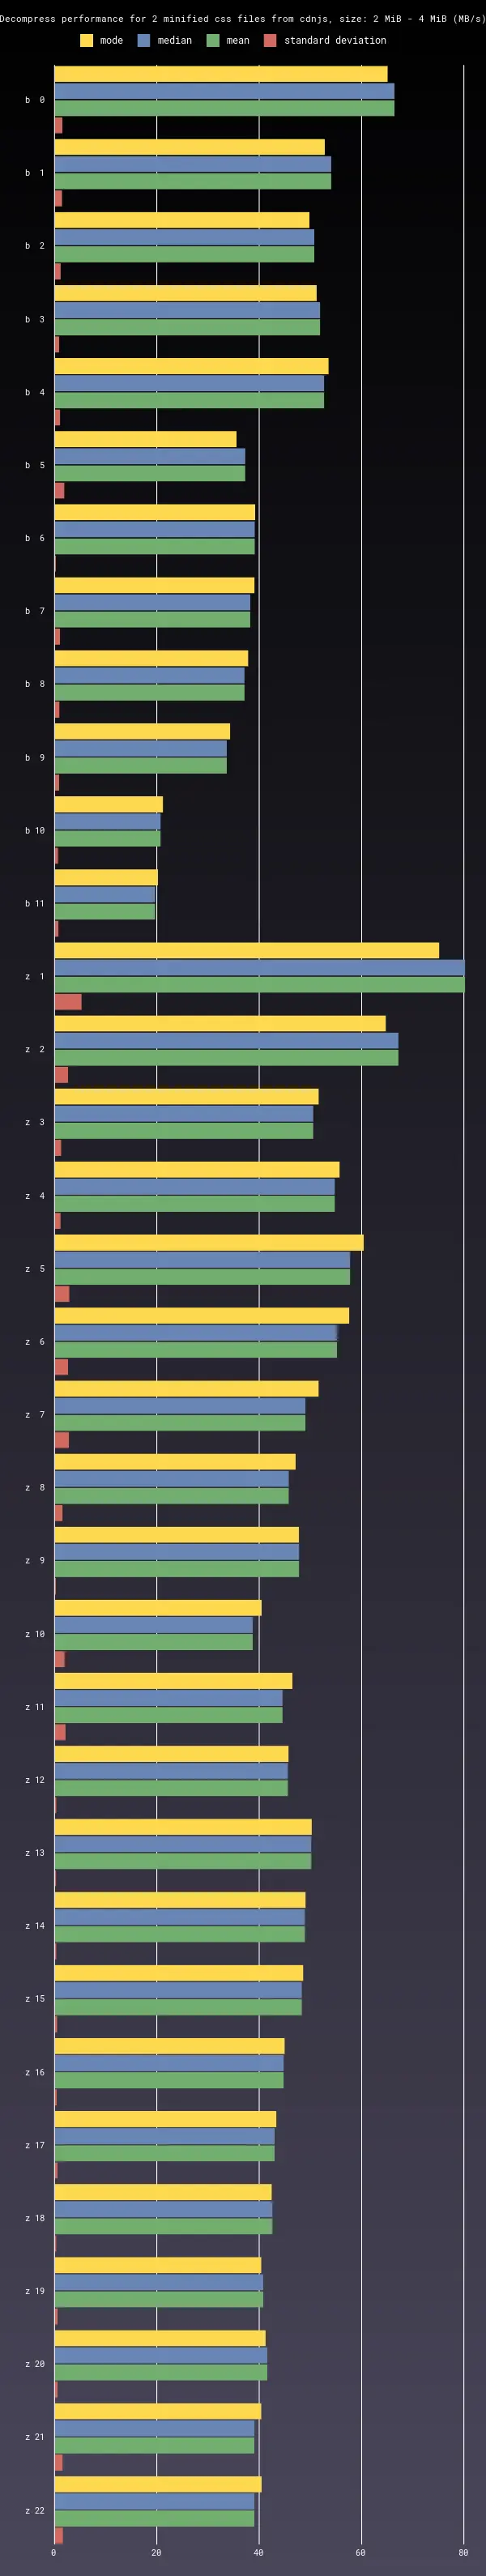 Decompress performance for 2 minified css files from cdnjs, size: 2 MiB - 4 MiB (MB/s)
mode median mean standard deviation
b 0
b 1
b 2
b 3
b 4
b 5
b 6
b 7
b 8
b 9
b 10
b 11
z 1
z 2
z 3
z 4
z 5
z 6
z 7
z 8
z 9
z 10
z 11
z 12
z 13
z 14
z 15
z 16
z 17
z 18
z 19
z 20
z 21
z 22
0 20 40 60 80